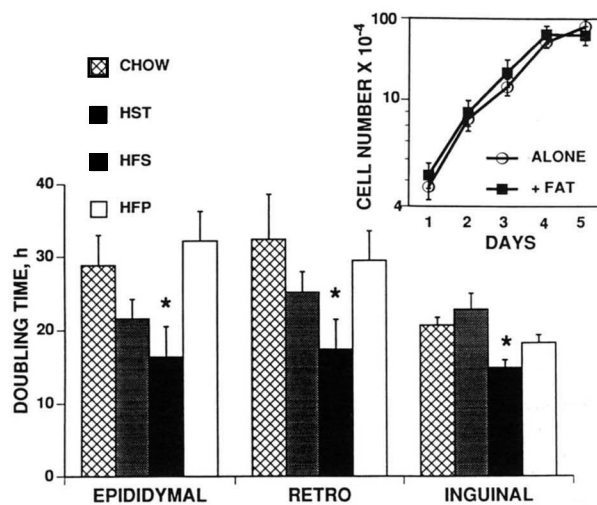 CHOW
HST
HFS
HFP
DOUBLING TIME, h
40
30
20
10
0
*
*
*
EPIDIDYMAL
RETRO
INGUINAL
CELL NUMBER X 10-4
100
10
4
ALONE
+ FAT
1 2 3 4 5
DAYS